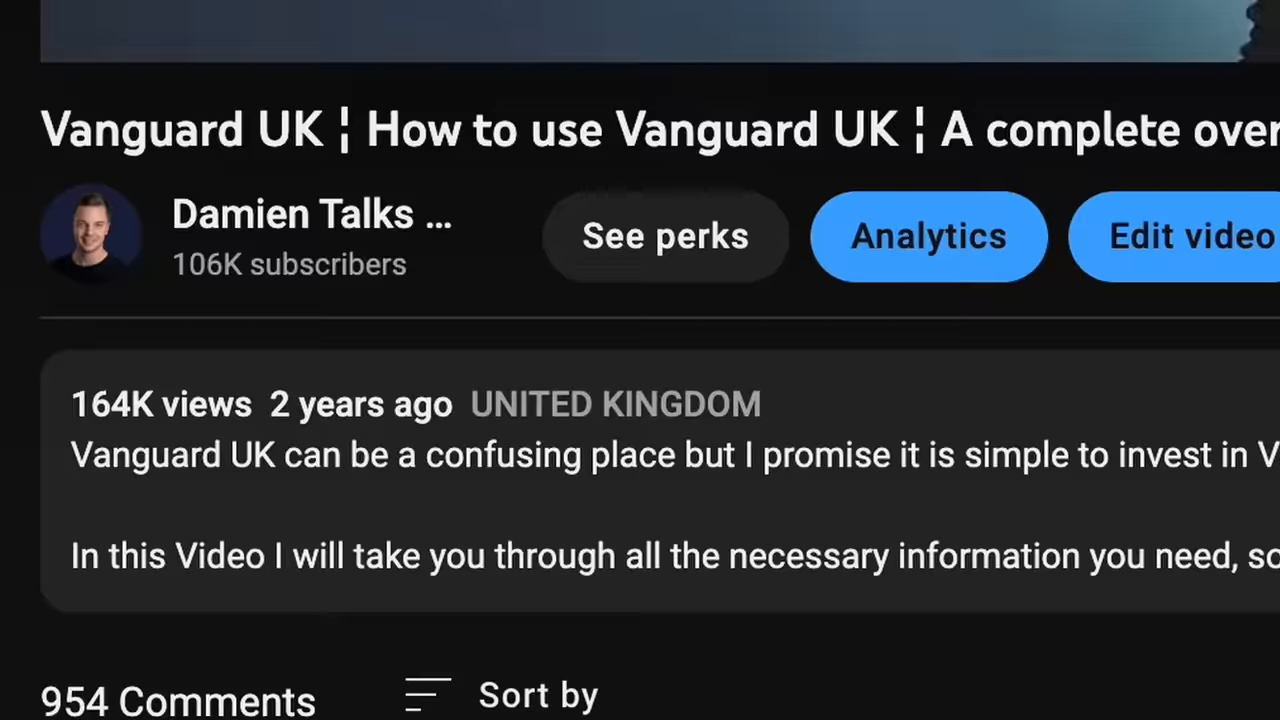 Vanguard UK ¦ How to use Vanguard UK ¦ A complete over
Damien Talks ...
106K subscribers
See perks
Analytics
Edit video
164K views 2 years ago UNITED KINGDOM
Vanguard UK can be a confusing place but I promise it is simple to invest in V
In this Video I will take you through all the necessary information you need, so
954 Comments
Sort by